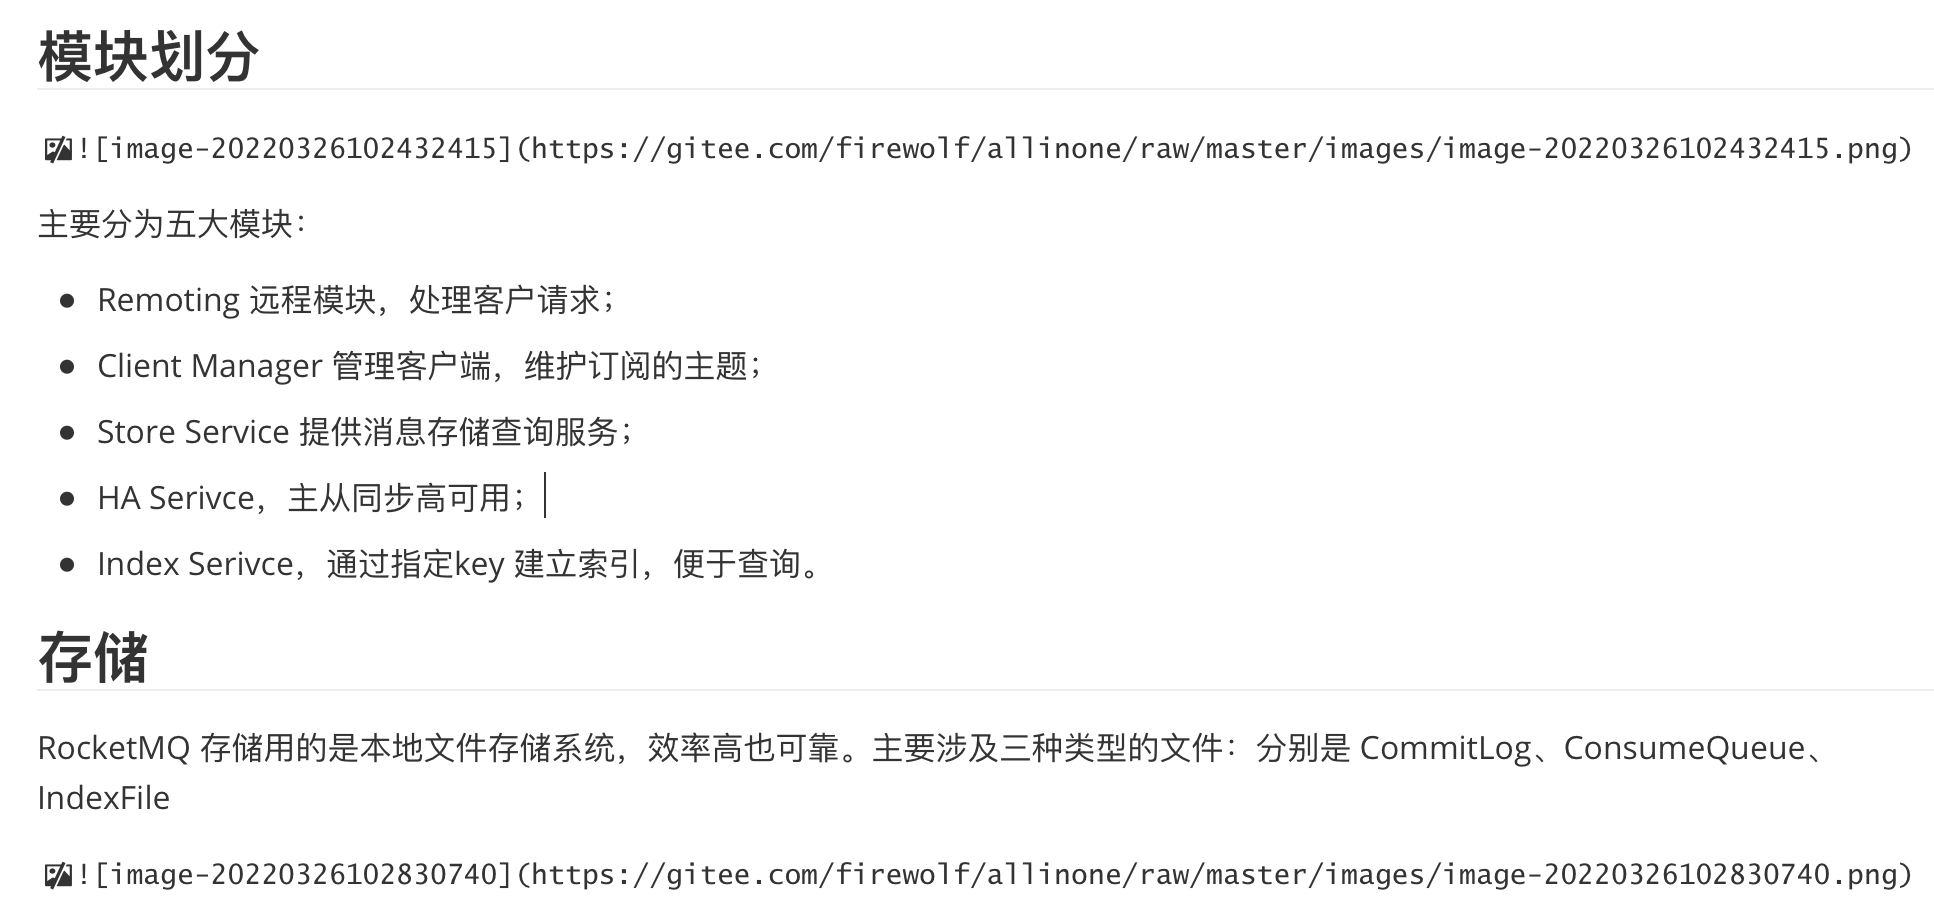 模块划分
![image-20220326102432415](https://gitee.com/firewolf/allinone/raw/master/images/image-20220326102432415.png)
主要分为五大模块：
● Remoting 远程模块，处理客户请求；
● Client Manager 管理客户端，维护订阅的主题；
● Store Service 提供消息存储查询服务；
● HA Serivce，主从同步高可用；
● Index Serivce，通过指定key 建立索引，便于查询。
存储
RocketMQ 存储用的是本地文件存储系统，效率高也可靠。主要涉及三种类型的文件：分别是 CommitLog、ConsumeQueue、
IndexFile
![image-20220326102830740](https://gitee.com/firewolf/allinone/raw/master/images/image-20220326102830740.png)